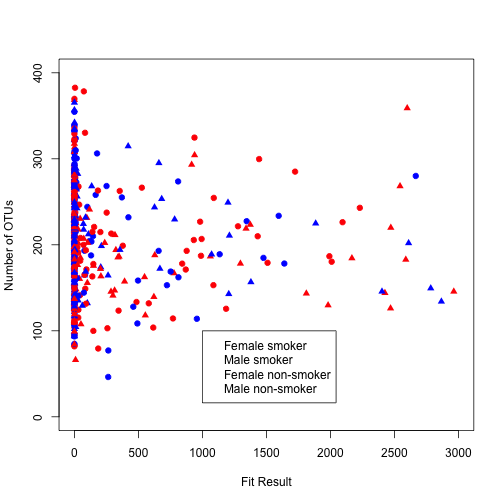 400
300
200
100
0
Number of OTUs
Female smoker
Male smoker
Female non-smoker
Male non-smoker
0 500 1000 1500 2000 2500 3000
Fit Result